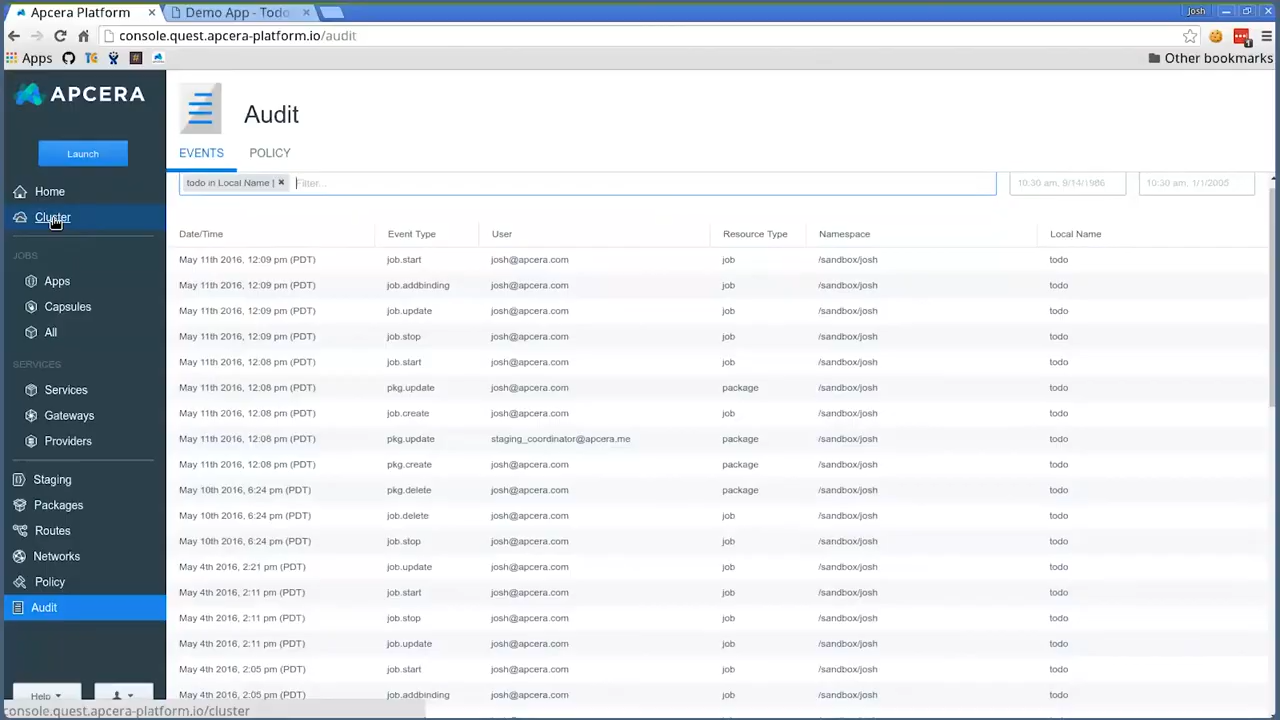 Apcera Platform × Demo App - Todo × Josh
console.quest.apcera-platform.io/audit
Apps TG # Other bookmarks
APCERA
Launch
Home
Cluster
JOBS
Apps
Capsules
All
SERVICES
Services
Gateways
Providers
Staging
Packages
Routes
Networks
Policy
Audit
Help
console.quest.apcera-platform.io/cluster
Audit
EVENTS POLICY
todo in Local Name | × Filter... 10:30 am, 9/14/1986 10:30 am, 1/1/2005
Date/Time Event Type User Resource Type Namespace Local Name
May 11th 2016, 12:09 pm (PDT) job.start josh@apcera.com job /sandbox/josh todo
May 11th 2016, 12:09 pm (PDT) job.addbinding josh@apcera.com job /sandbox/josh todo
May 11th 2016, 12:09 pm (PDT) job.update josh@apcera.com job /sandbox/josh todo
May 11th 2016, 12:09 pm (PDT) job.stop josh@apcera.com job /sandbox/josh todo
May 11th 2016, 12:08 pm (PDT) job.start josh@apcera.com job /sandbox/josh todo
May 11th 2016, 12:08 pm (PDT) pkg.update josh@apcera.com package /sandbox/josh todo
May 11th 2016, 12:08 pm (PDT) job.create josh@apcera.com job /sandbox/josh todo
May 11th 2016, 12:08 pm (PDT) pkg.update staging_coordinator@apcera.me package /sandbox/josh todo
May 11th 2016, 12:08 pm (PDT) pkg.create josh@apcera.com package /sandbox/josh todo
May 10th 2016, 6:24 pm (PDT) pkg.delete josh@apcera.com package /sandbox/josh todo
May 10th 2016, 6:24 pm (PDT) job.delete josh@apcera.com job /sandbox/josh todo
May 10th 2016, 6:24 pm (PDT) job.stop josh@apcera.com job /sandbox/josh todo
May 4th 2016, 2:21 pm (PDT) job.update josh@apcera.com job /sandbox/josh todo
May 4th 2016, 2:11 pm (PDT) job.start josh@apcera.com job /sandbox/josh todo
May 4th 2016, 2:11 pm (PDT) job.stop josh@apcera.com job /sandbox/josh todo
May 4th 2016, 2:11 pm (PDT) job.update josh@apcera.com job /sandbox/josh todo
May 4th 2016, 2:05 pm (PDT) job.start josh@apcera.com job /sandbox/josh todo
May 4th 2016, 2:05 pm (PDT) job.addbinding josh@apcera.com job /sandbox/josh todo